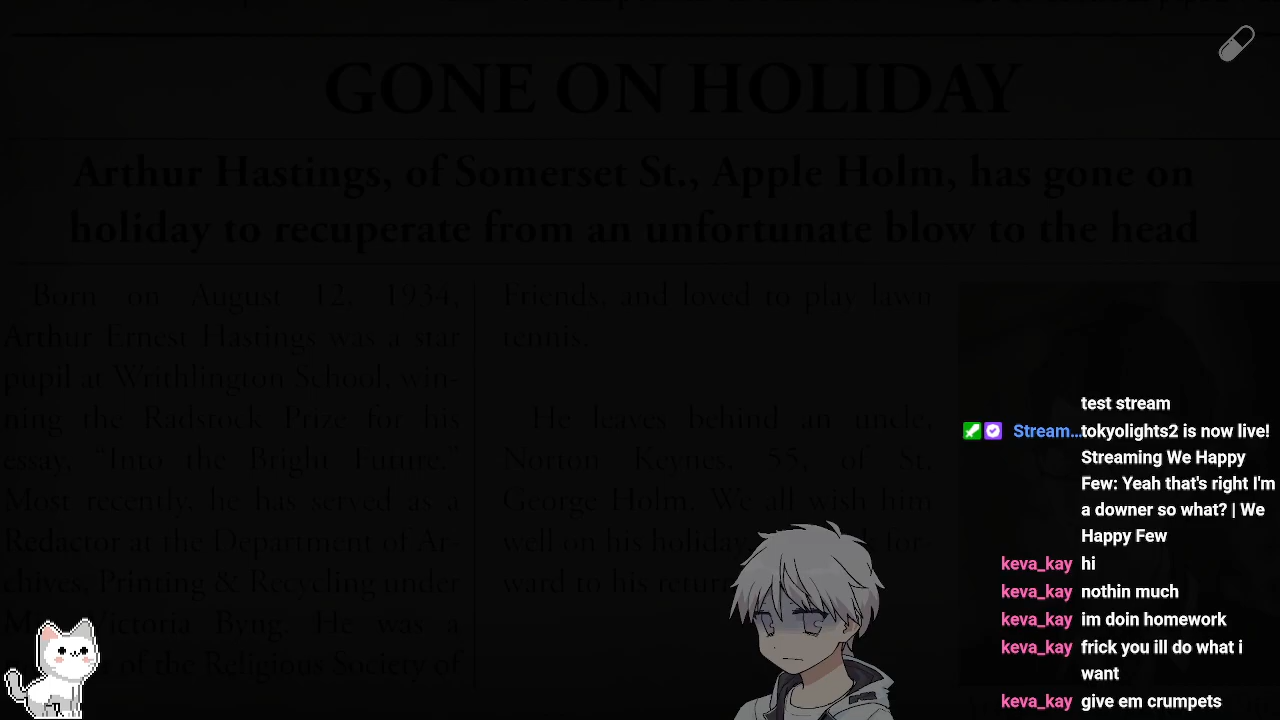 GONE ON HOLIDAY
Arthur Hastings, of Somerset St., Apple Holm, has gone on
holiday to recuperate from an unfortunate blow to the head
Born on August 12, 1934,
Arthur Ernest Hastings was a star
pupil at Writhlington School, win-
ning the Radstock Prize for his
essay, "Into the Bright Future."
Most recently, he has served as a
Redactor at the Department of Ar-
chives, Printing & Recycling under
Victoria Byng. He was a
of the Religious Society of
Friends, and loved to play lawn
tennis.
He leaves behind an uncle,
Norton Keynes, 55, of St.
George Holm. We all wish him
well on his holiday, for-
ward to his return
test stream
Stream... tokyolights2 is now live!
Streaming We Happy
Few: Yeah that's right I'm
a downer so what? | We
Happy Few
keva_kay hi
keva_kay nothin much
keva_kay im doin homework
keva_kay frick you ill do what i
want
keva_kay give em crumpets